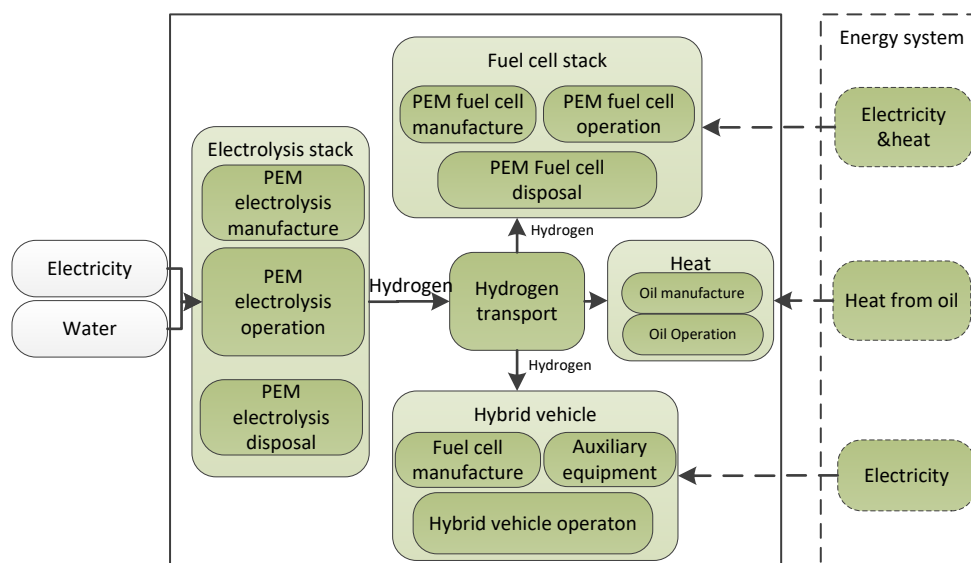 Energy system
Fuel cell stack
PEM fuel cell
manufacture
PEM fuel cell
operation
PEM Fuel cell
disposal
Electricity
&heat
Electrolysis stack
PEM
electrolysis
manufacture
PEM
electrolysis
operation
PEM
electrolysis
disposal
Electricity
Water
Hydrogen
Hydrogen
Hydrogen
transport
Hydrogen
Heat
Oil manufacture
Oil Operation
Heat from oil
Hybrid vehicle
Fuel cell
manufacture
Auxiliary
equipment
Hybrid vehicle operaton
Electricity